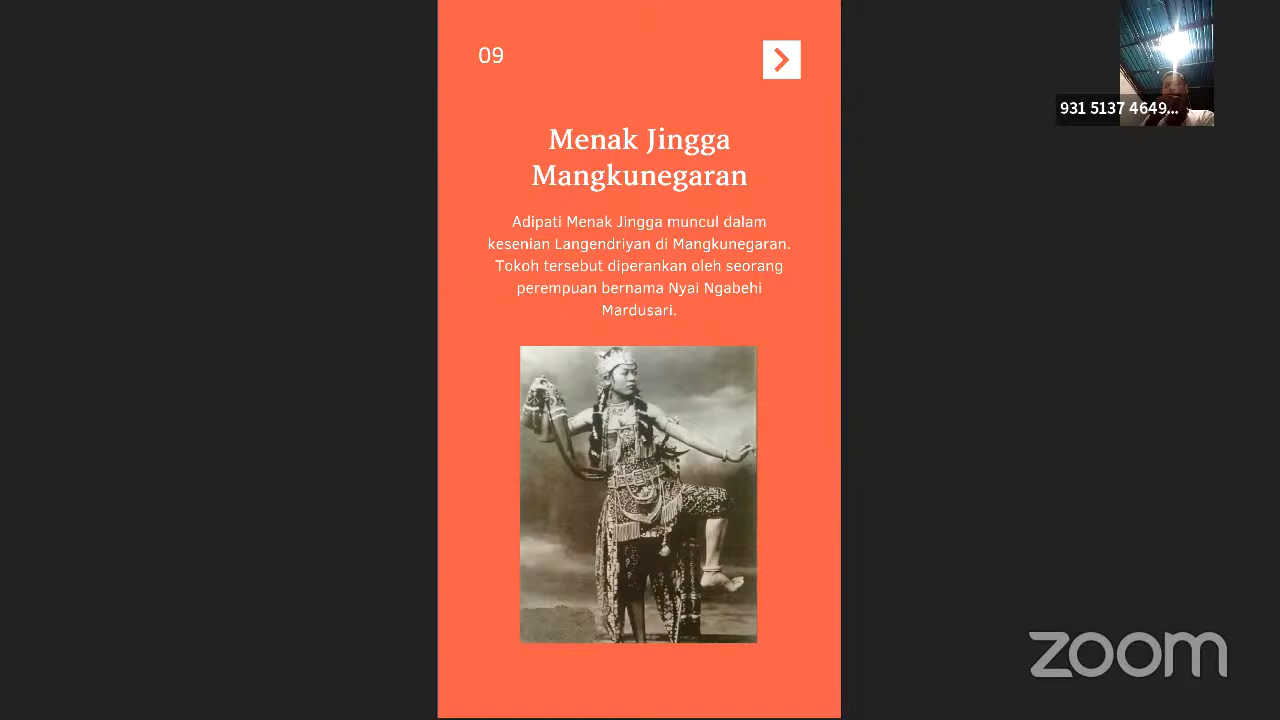 09
Menak Jingga
Mangkunegaran
Adipati Menak Jingga muncul dalam
kesenian Langendriyan di Mangkunegaran.
Tokoh tersebut diperankan oleh seorang
perempuan bernama Nyai Ngabehi
Mardusari.
931 5137 4649...
zoom